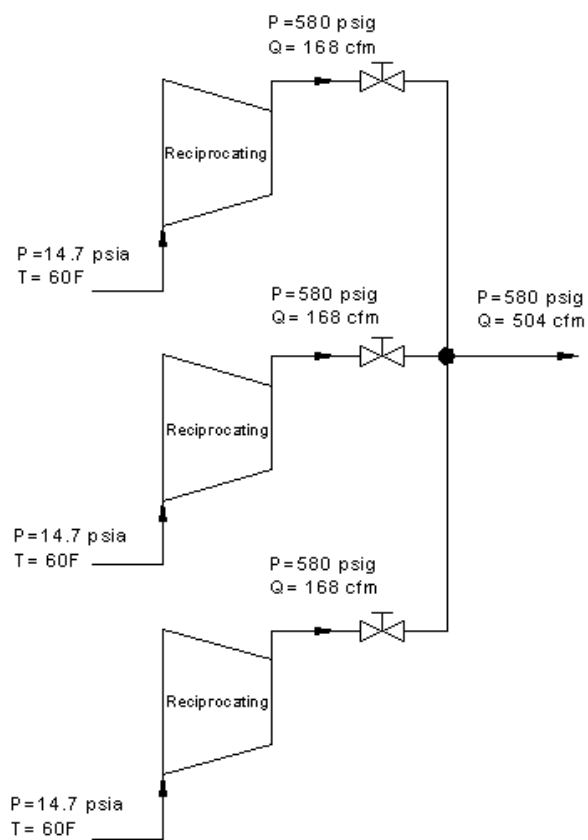 P=580 psig
Q= 168 cfm
Reciprocating
P=14.7 psia
T= 60F
P=580 psig
Q= 168 cfm
P=580 psig
Q= 504 cfm
Reciprocating
P=14.7 psia
T= 60F
P=580 psig
Q= 168 cfm
Reciprocating
P=14.7 psia
T= 60F